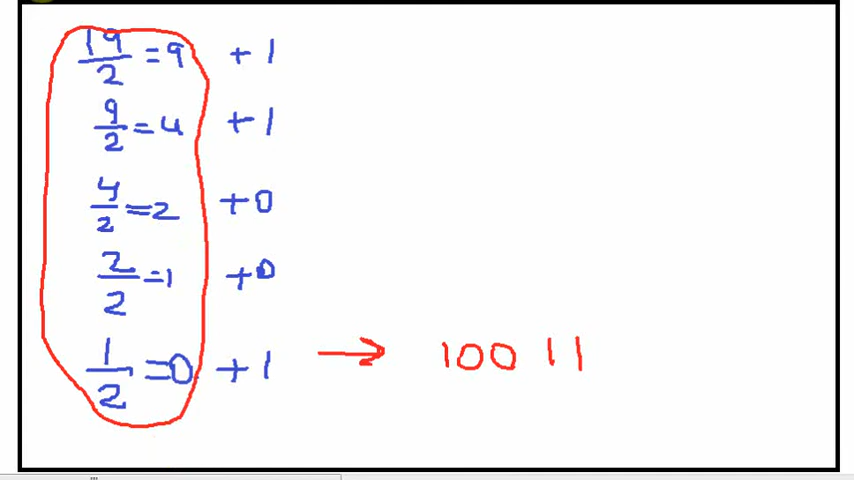 19/2 = 9 + 1
9/2 = 4 + 1
4/2 = 2 + 0
2/2 = 1 + 0
1/2 = 0 + 1 → 10011